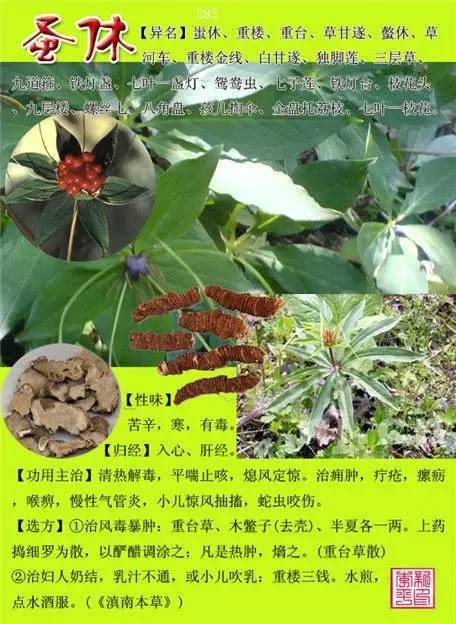 283
蚤休
【异名】蚩休、重楼、重台、草甘遂、螯休、草
河车、重楼金线、白甘遂、独脚莲、三层草、
九道箍、铁灯盏、七叶一盏灯、鸳鸯虫、七子莲、铁灯台、枝花头
、九层楼、螺丝七、八角盘、孩儿掏伞、金盘托荔枝、七叶一枝花。
【性味】
苦辛，寒，有毒。
【归经】入心、肝经。
【功用主治】清热解毒，平喘止咳，熄风定惊。治痈肿，疔疮，瘰疬
，喉痹，慢性气管炎，小儿惊风抽搐，蛇虫咬伤。
【选方】①治风毒暴肿：重台草、木鳖子(去壳)、半夏各一两。上药
捣细罗为散，以酽醋调涂之；凡是热肿，熁之。(重台草散)
②治妇人奶结，乳汁不通，或小儿吹乳：重楼三钱。水煎，
点水酒服。(《滇南本草》)